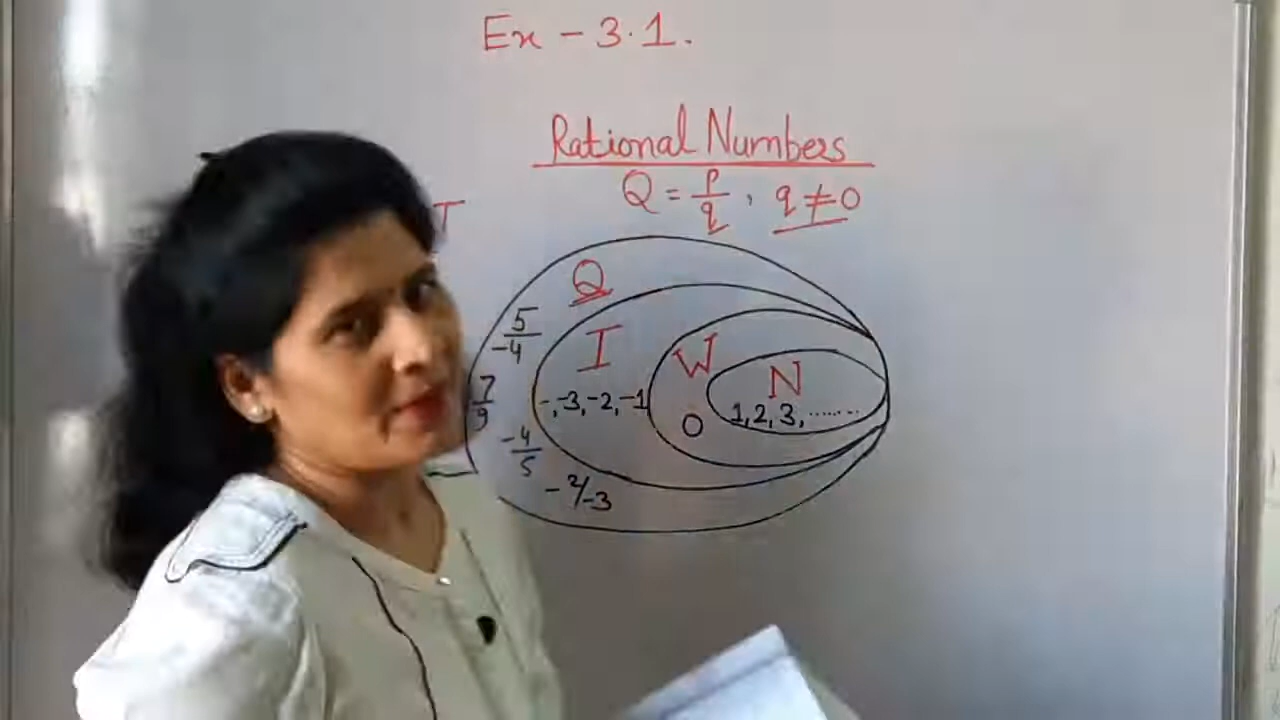 Ex - 3.1.
Rational Numbers
Q = p/q, q ≠ 0
T
Q
5/-4
I
W
N
7/9
-, -3, -2, -1
0
1, 2, 3, ........
-4/5
-2/-3